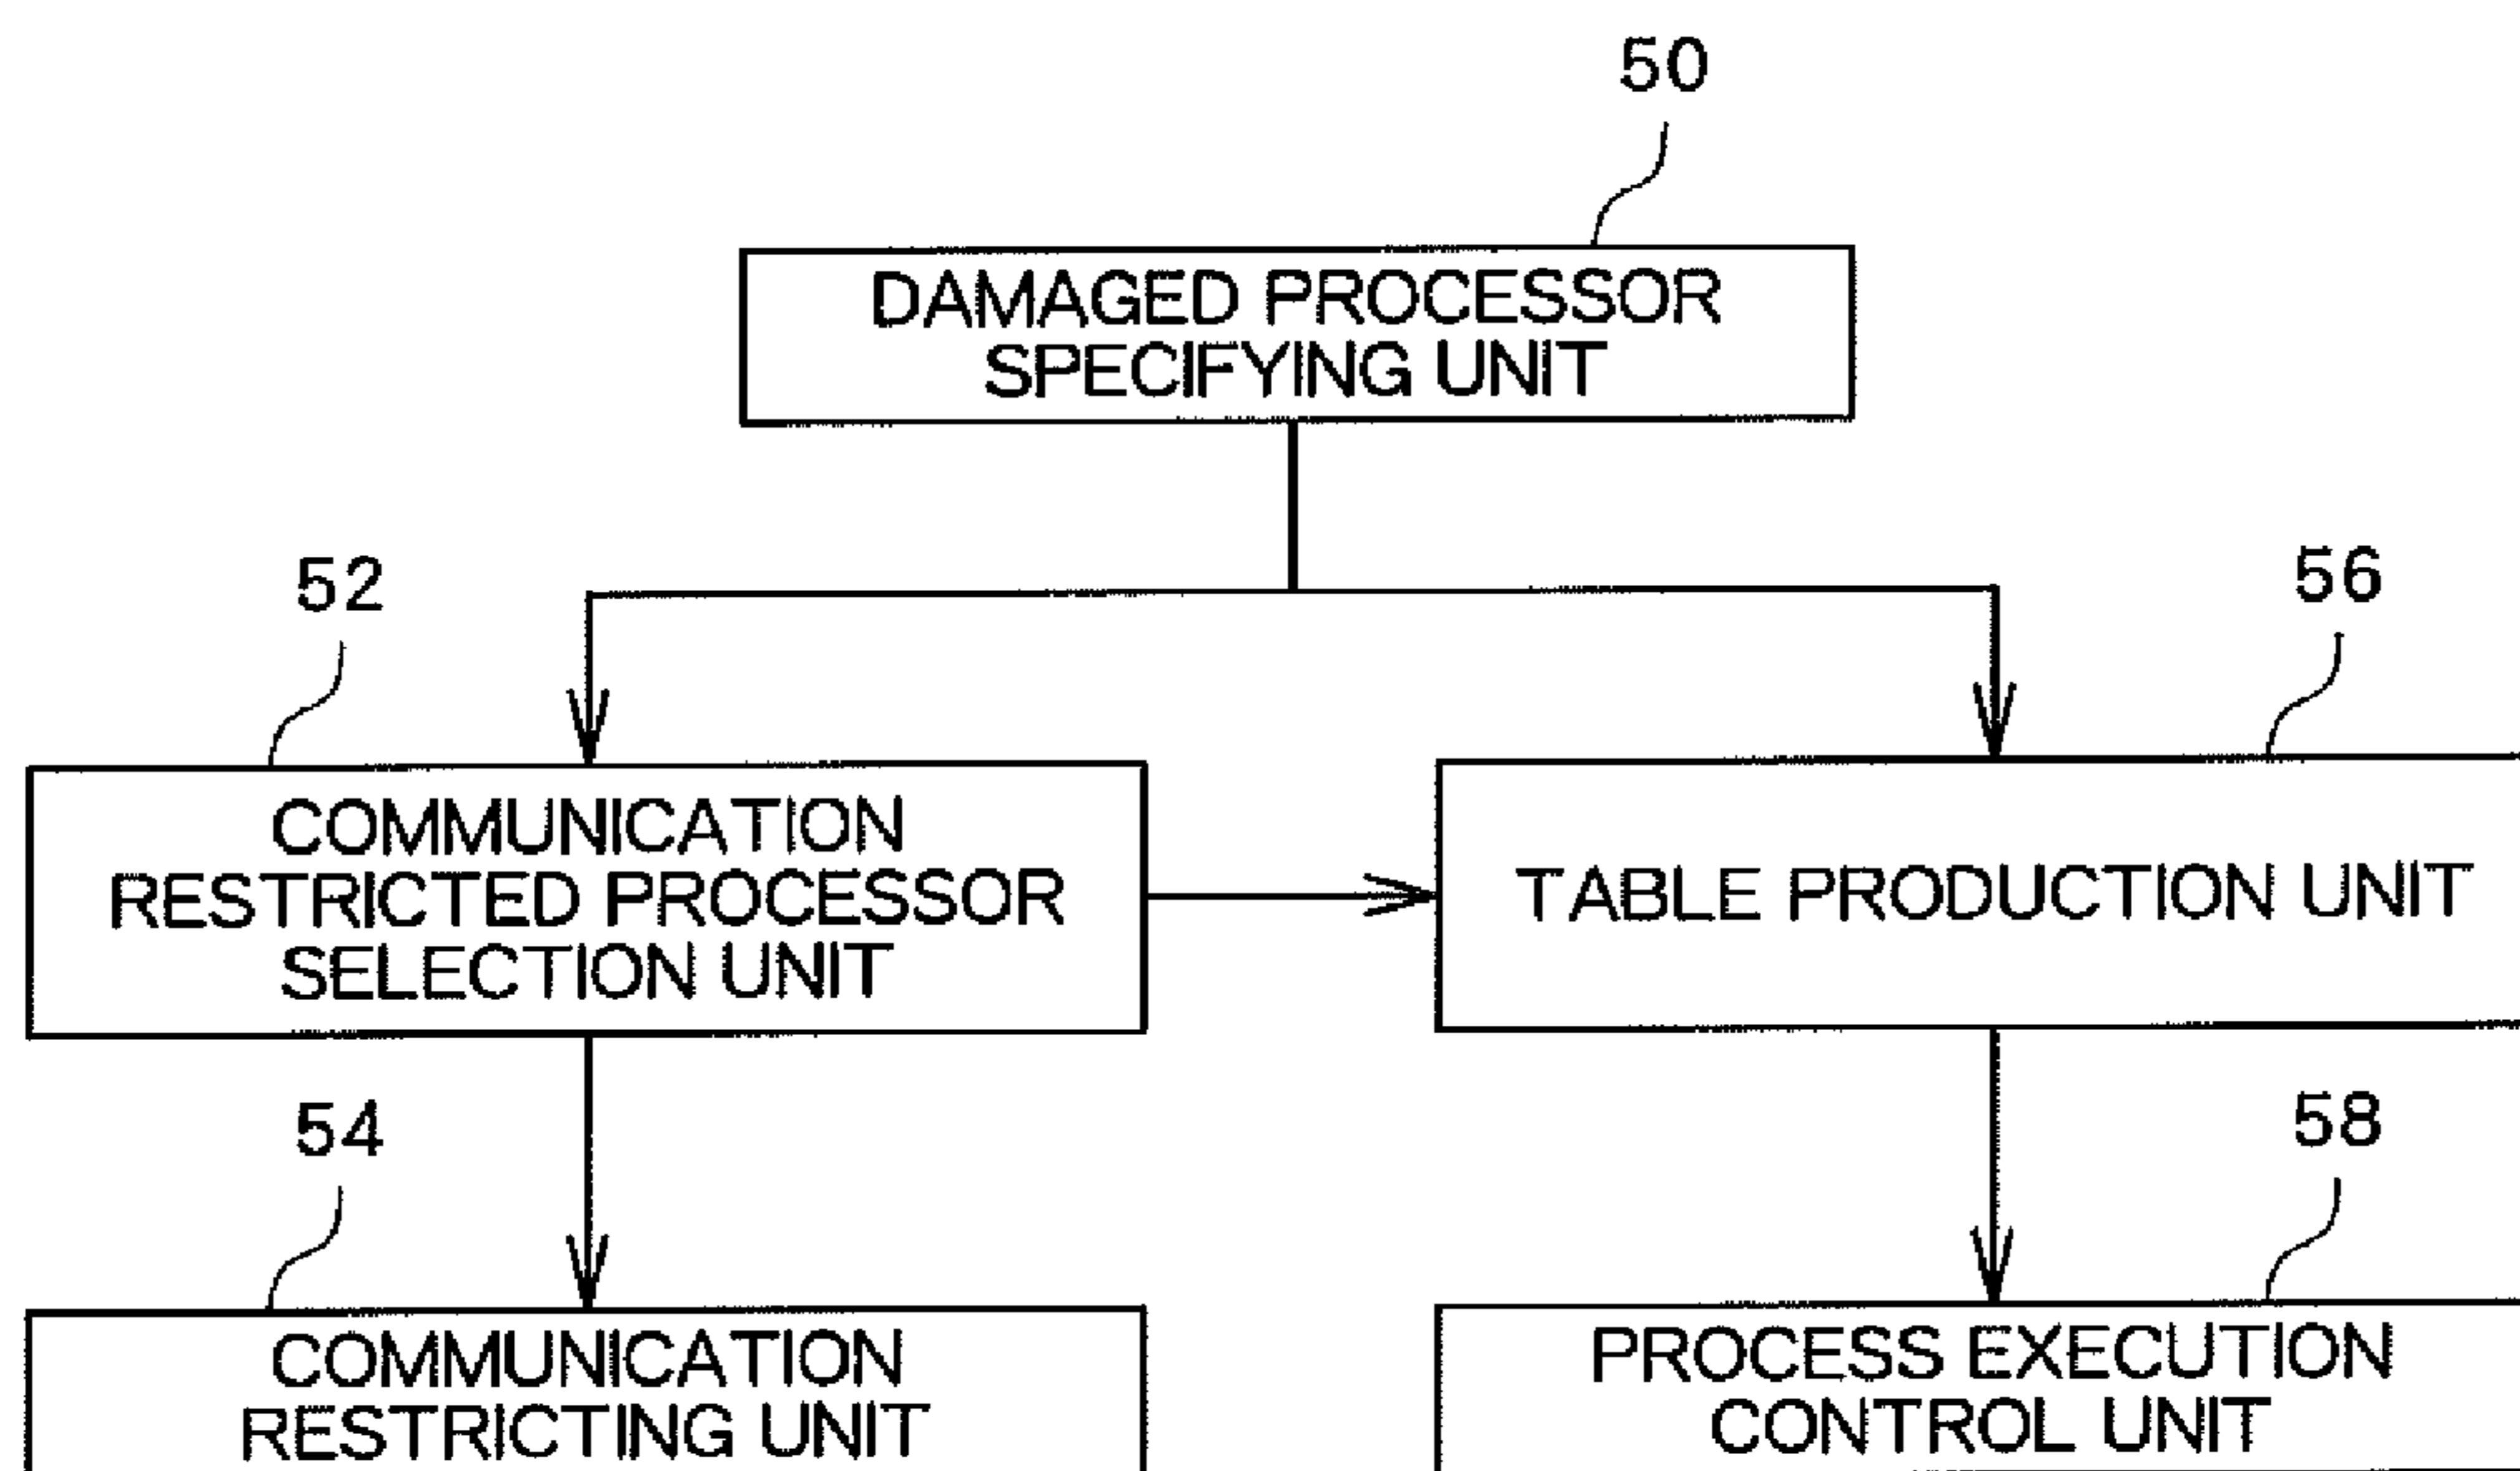 50
DAMAGED PROCESSOR
SPECIFYING UNIT
52
56
COMMUNICATION
RESTRICTED PROCESSOR
SELECTION UNIT
TABLE PRODUCTION UNIT
54
58
COMMUNICATION
RESTRICTING UNIT
PROCESS EXECUTION
CONTROL UNIT